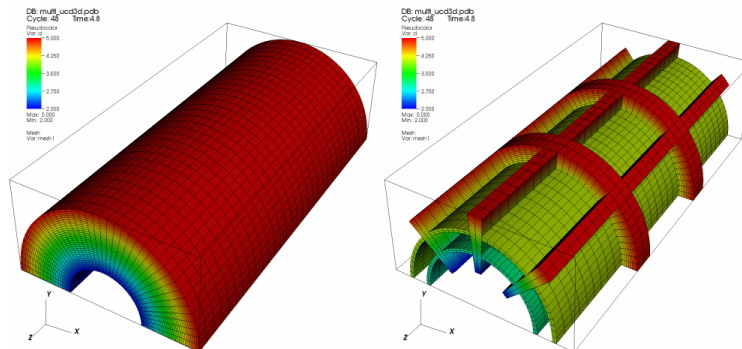 DB: multi_ucd3d.pdb
Cycle: 48 Time:4.8
Pseudocolor
Var: d
5.000
4.250
3.500
2.750
2.000
Max: 5.000
Min: 2.000
Mesh
Var: mesh1
Y
Z
X
DB: multi_ucd3d.pdb
Cycle: 48 Time:4.8
Pseudocolor
Var: d
5.000
4.250
3.500
2.750
2.000
Max: 5.000
Min: 2.000
Mesh
Var: mesh1
Y
Z
X